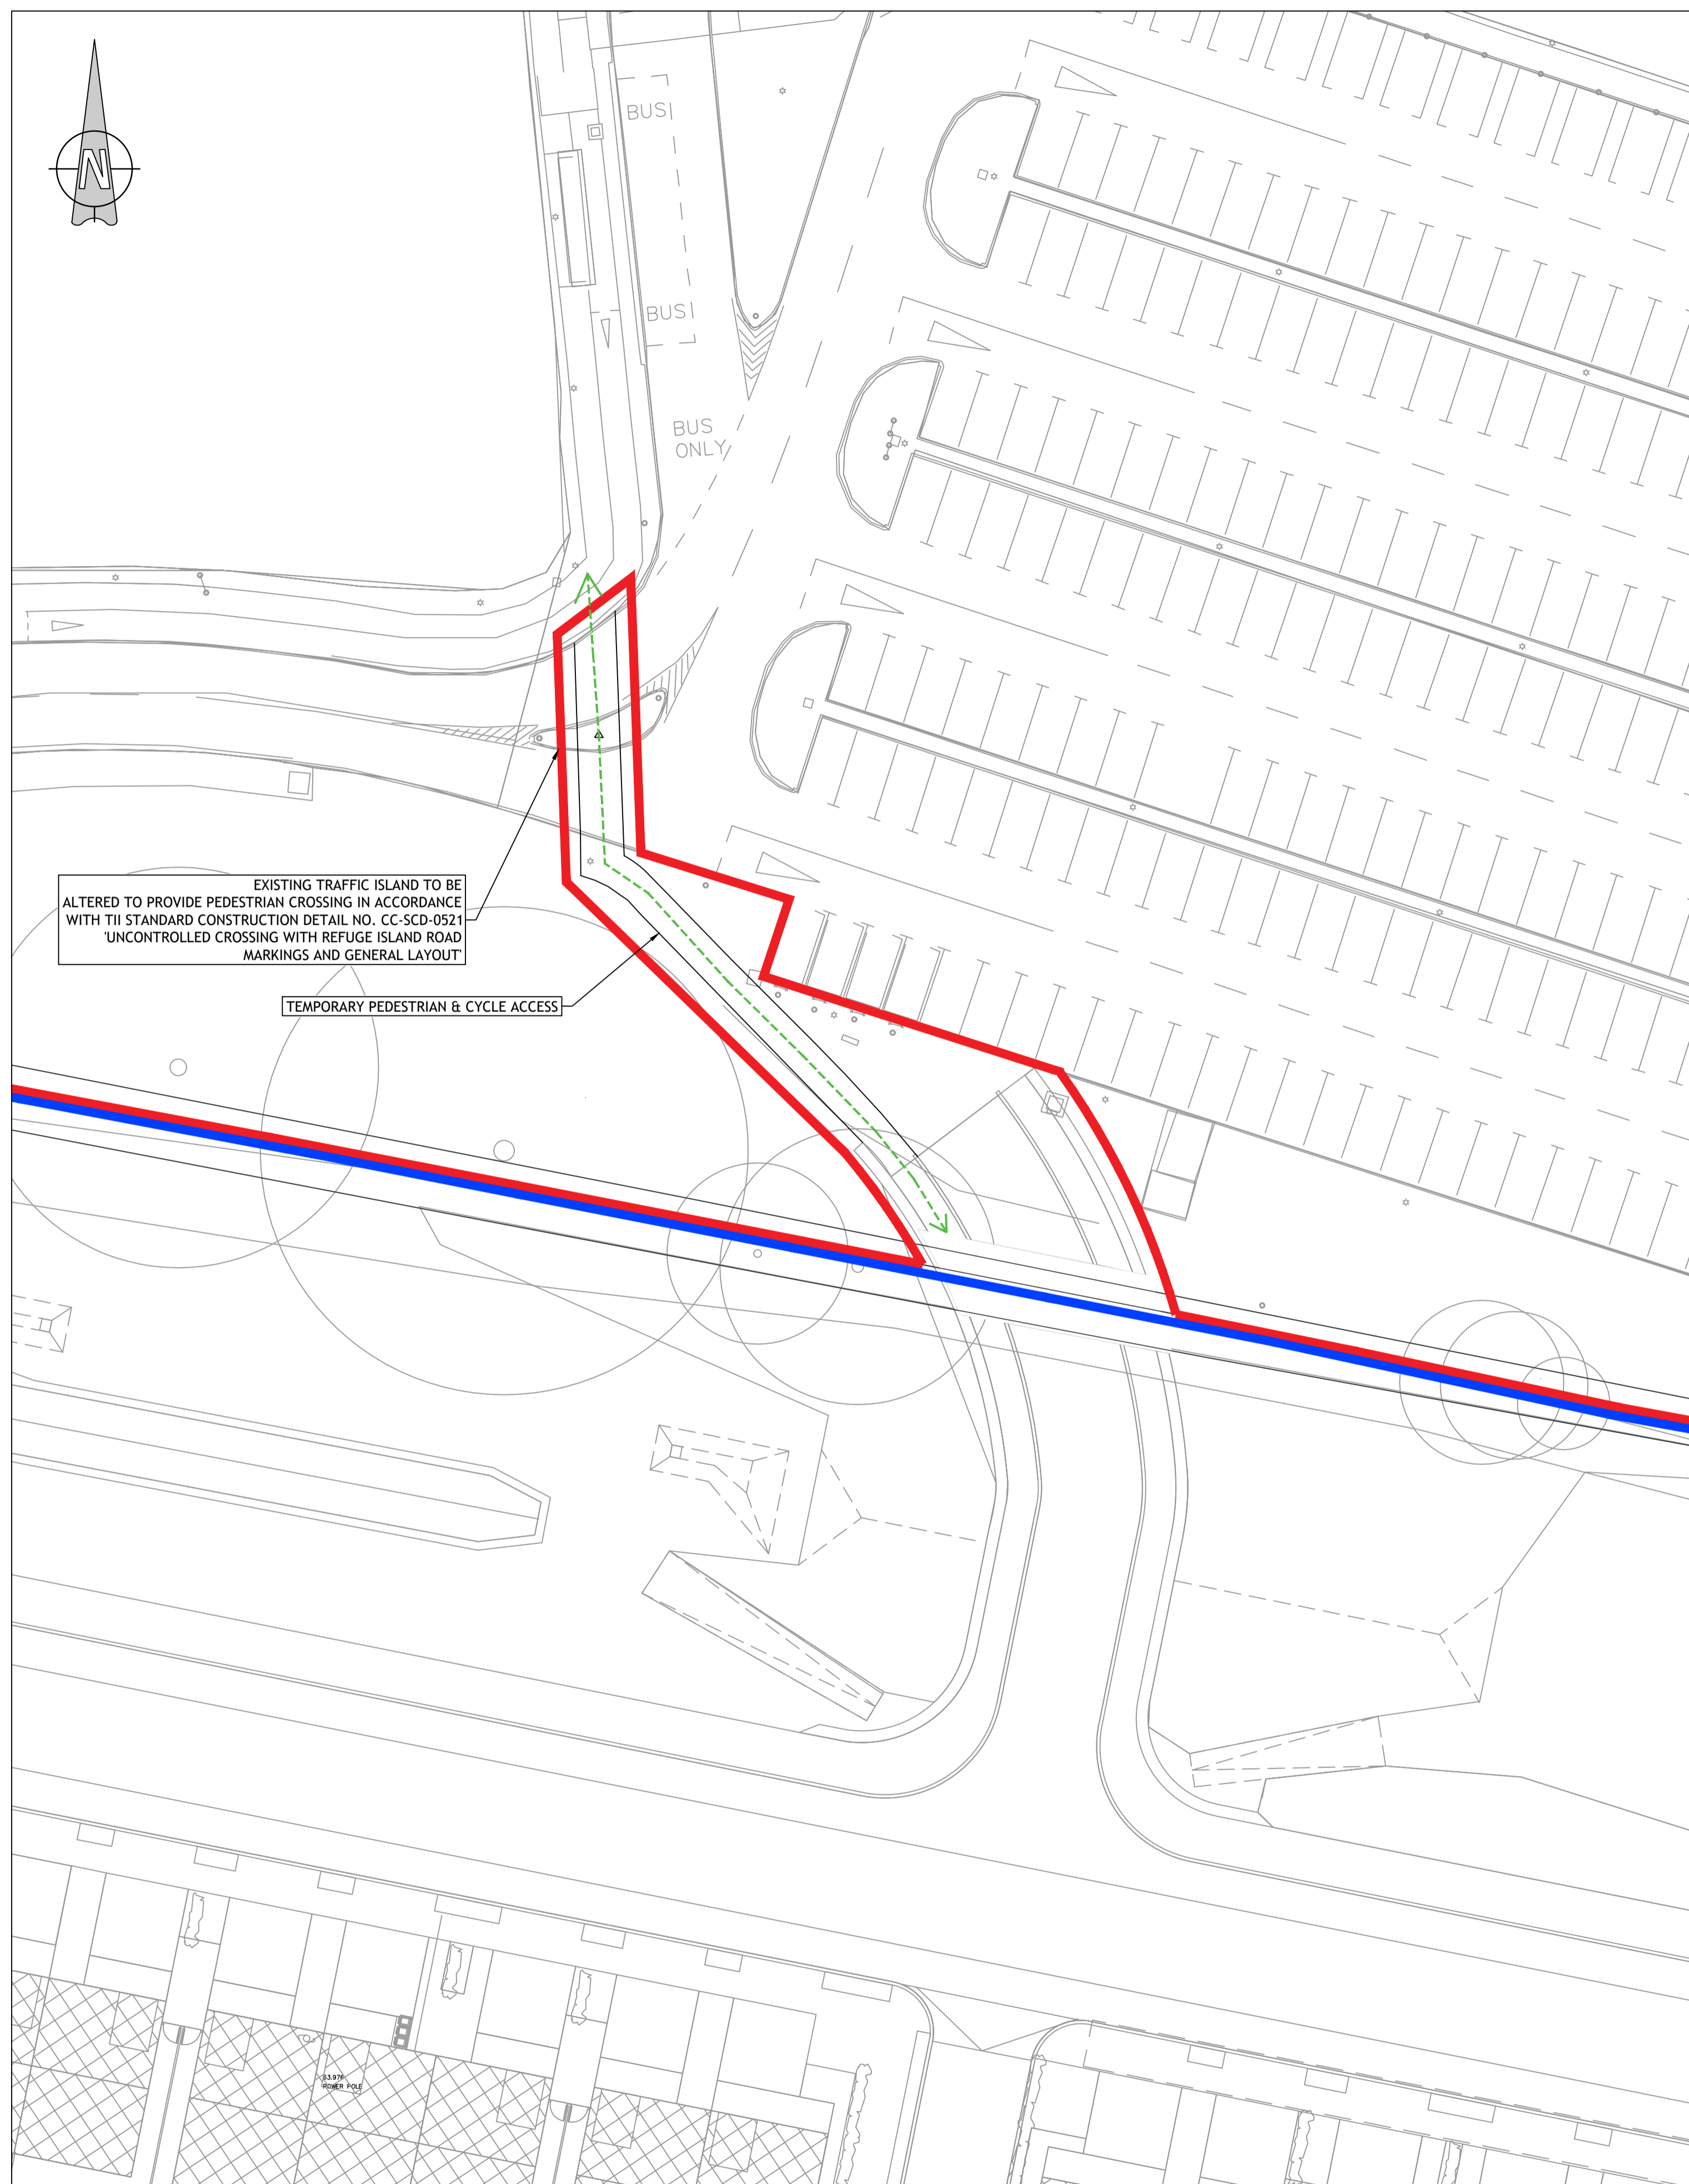 N
BUS
BUS
BUS
ONLY
EXISTING TRAFFIC ISLAND TO BE
ALTERED TO PROVIDE PEDESTRIAN CROSSING IN ACCORDANCE
WITH TII STANDARD CONSTRUCTION DETAIL NO. CC-SCD-0521
'UNCONTROLLED CROSSING WITH REFUGE ISLAND ROAD
MARKINGS AND GENERAL LAYOUT'
TEMPORARY PEDESTRIAN & CYCLE ACCESS
POWER POLE